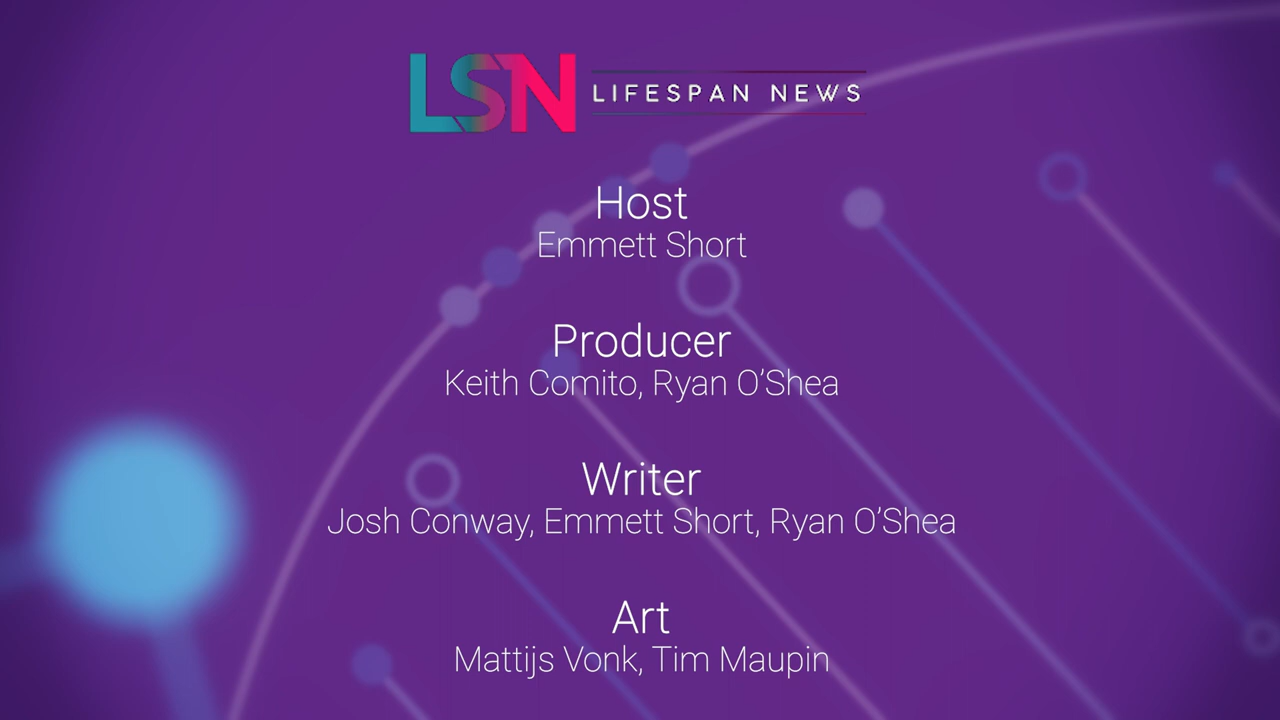 LSN LIFESPAN NEWS
Host
Emmett Short
Producer
Keith Comito, Ryan O’Shea
Writer
Josh Conway, Emmett Short, Ryan O’Shea
Art
Mattijs Vonk, Tim Maupin